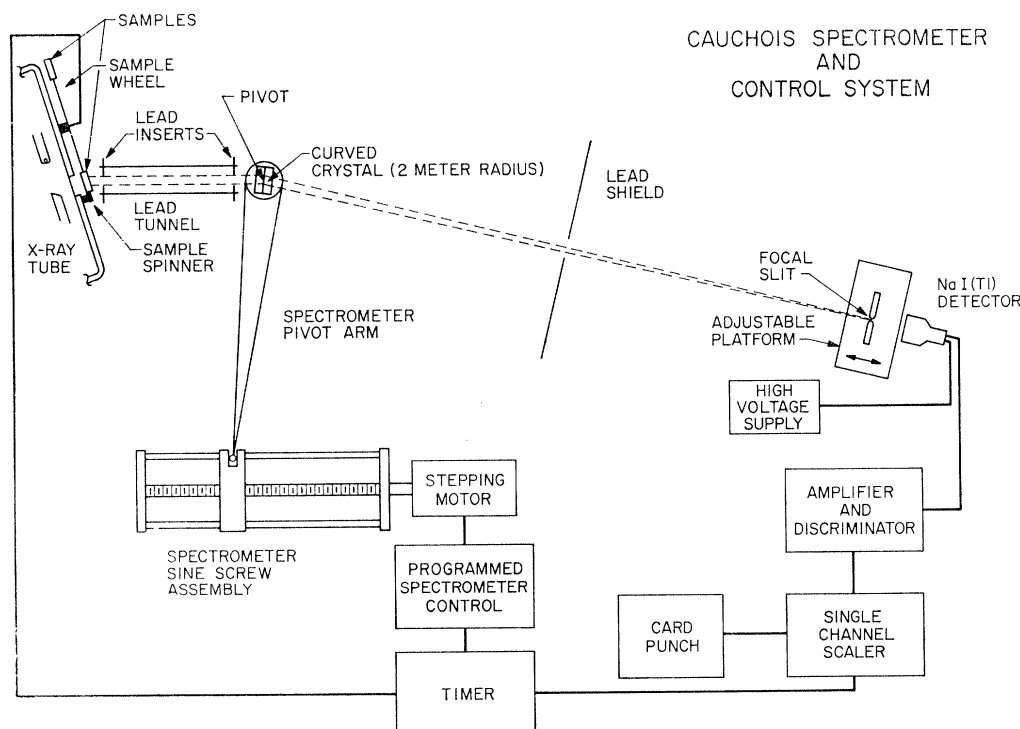 CAUCHOIS SPECTROMETER
AND
CONTROL SYSTEM
SAMPLES
SAMPLE
WHEEL
PIVOT
LEAD
INSERTS
CURVED
CRYSTAL (2 METER RADIUS)
LEAD
SHIELD
LEAD
TUNNEL
X-RAY
TUBE
SAMPLE
SPINNER
SPECTROMETER
PIVOT ARM
FOCAL
SLIT
Na I(Tl)
DETECTOR
ADJUSTABLE
PLATFORM
HIGH
VOLTAGE
SUPPLY
STEPPING
MOTOR
AMPLIFIER
AND
DISCRIMINATOR
SPECTROMETER
SINE SCREW
ASSEMBLY
PROGRAMMED
SPECTROMETER
CONTROL
CARD
PUNCH
SINGLE
CHANNEL
SCALER
TIMER